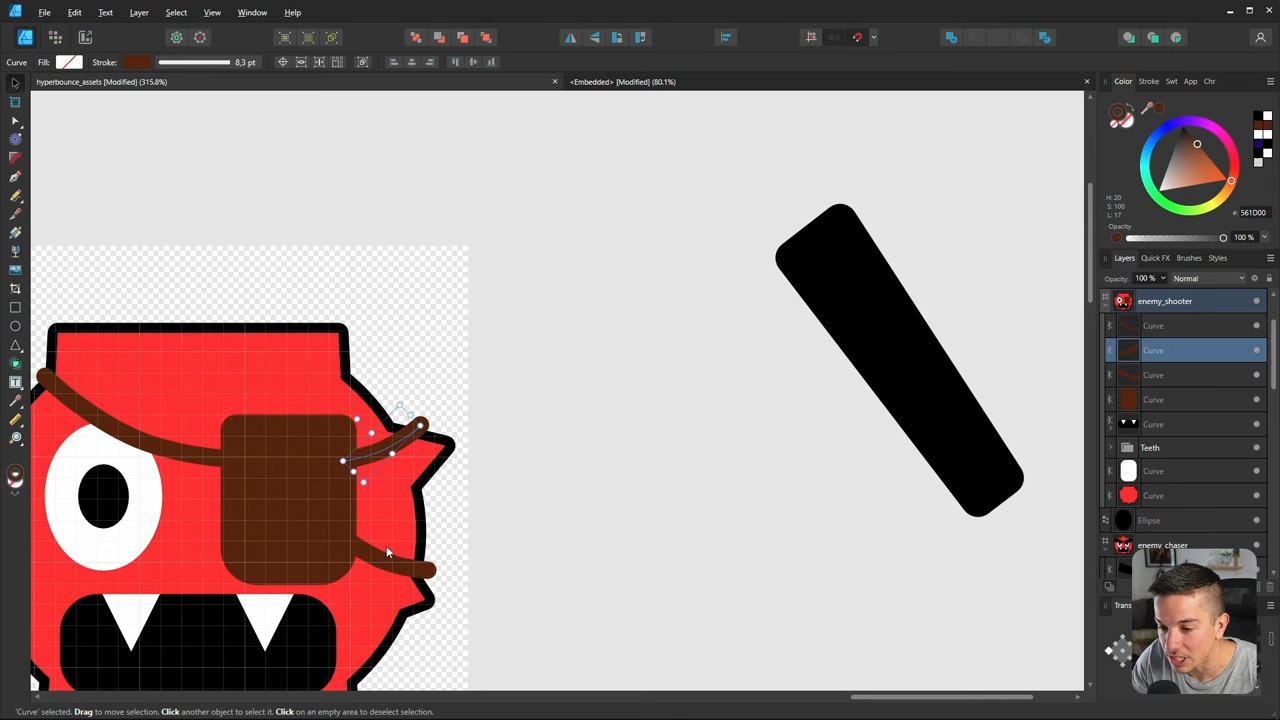 File Edit Text Layer Select View Window Help
Curve Fill: Stroke: 8,3 pt
hyperbounce_assets [Modified] (315.8%)
<Embedded> [Modified] (80.1%)
Color Stroke Swt App Chr
H: 20
S: 100
L: 17
#: 561D00
Opacity
100 %
Layers Quick FX Brushes Styles
Opacity: 100 % Normal
enemy_shooter
Curve
Curve
Curve
Curve
Curve
Teeth
Curve
Curve
Ellipse
enemy_chaser
'Curve' selected. Drag to move selection. Click another object to select it. Click on an empty area to deselect selection.